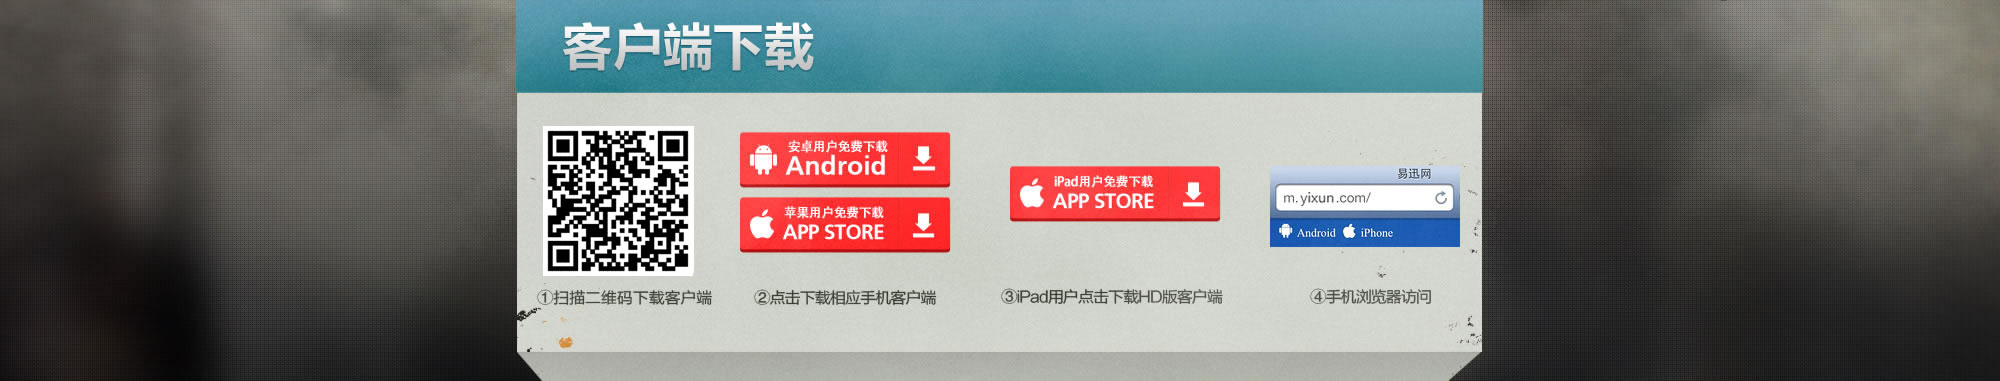 客户端下载
安卓用户免费下载
Android
苹果用户免费下载
APP STORE
iPad用户免费下载
APP STORE
易迅网
m.yixun.com/
Android iPhone
①扫描二维码下载客户端
②点击下载相应手机客户端
③iPad用户点击下载HD版客户端
④手机浏览器访问